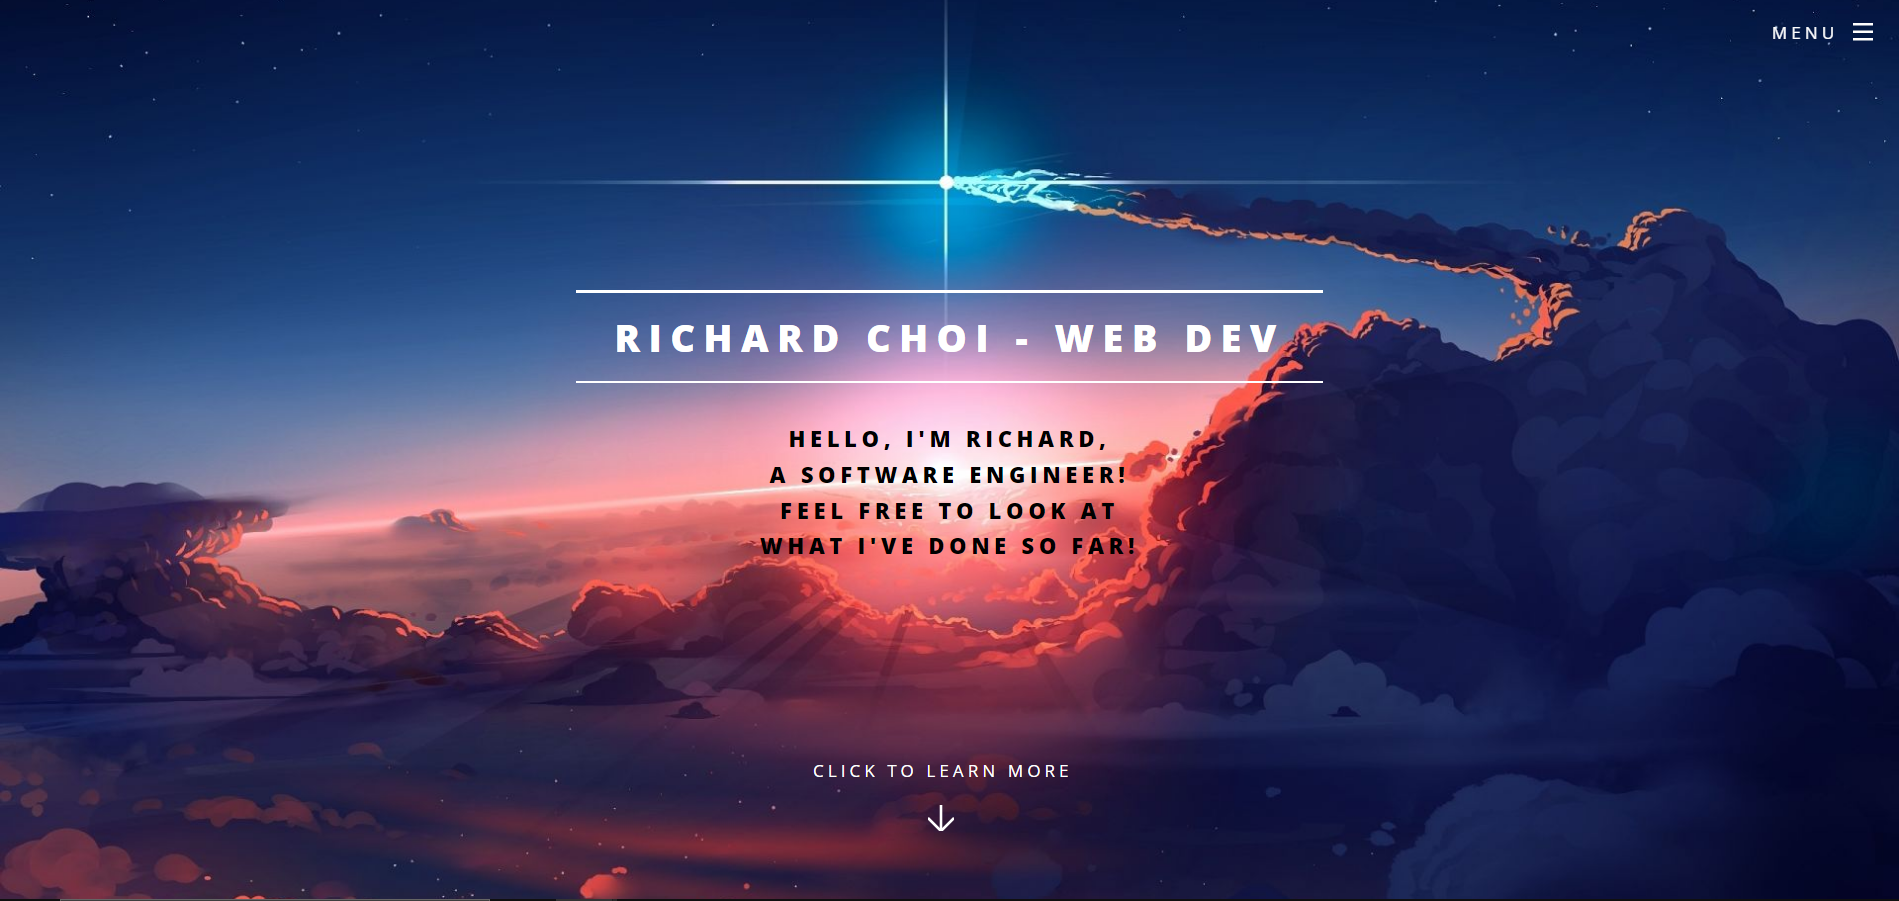 MENU
RICHARD CHOI - WEB DEV
HELLO, I'M RICHARD,
A SOFTWARE ENGINEER!
FEEL FREE TO LOOK AT
WHAT I'VE DONE SO FAR!
CLICK TO LEARN MORE